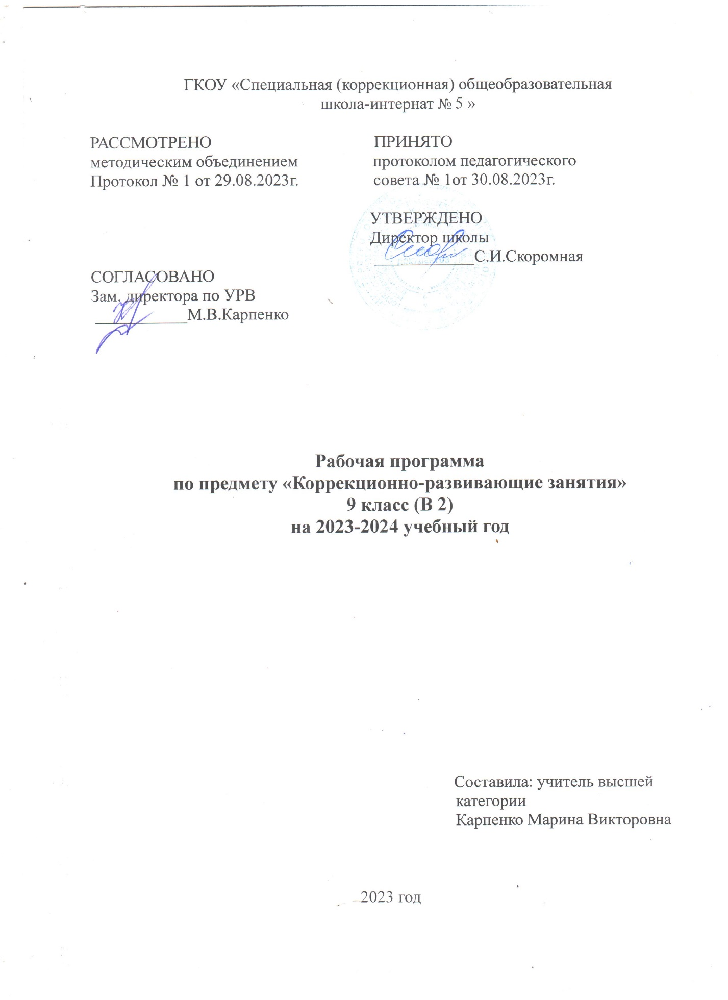 ГКОУ «Специальная (коррекционная) общеобразовательная
школа-интернат № 5 »
РАССМОТРЕНО
методическим объединением
Протокол № 1 от 29.08.2023г.
ПРИНЯТО
протоколом педагогического
совета № 1от 30.08.2023г.
УТВЕРЖДЕНО
Директор школы
____________С.И.Скоромная
СОГЛАСОВАНО
Зам. директора по УРВ
___________М.В.Карпенко
Рабочая программа
по предмету «Коррекционно-развивающие занятия»
9 класс (В 2)
на 2023-2024 учебный год
Составила: учитель высшей
категории
Карпенко Марина Викторовна
2023 год